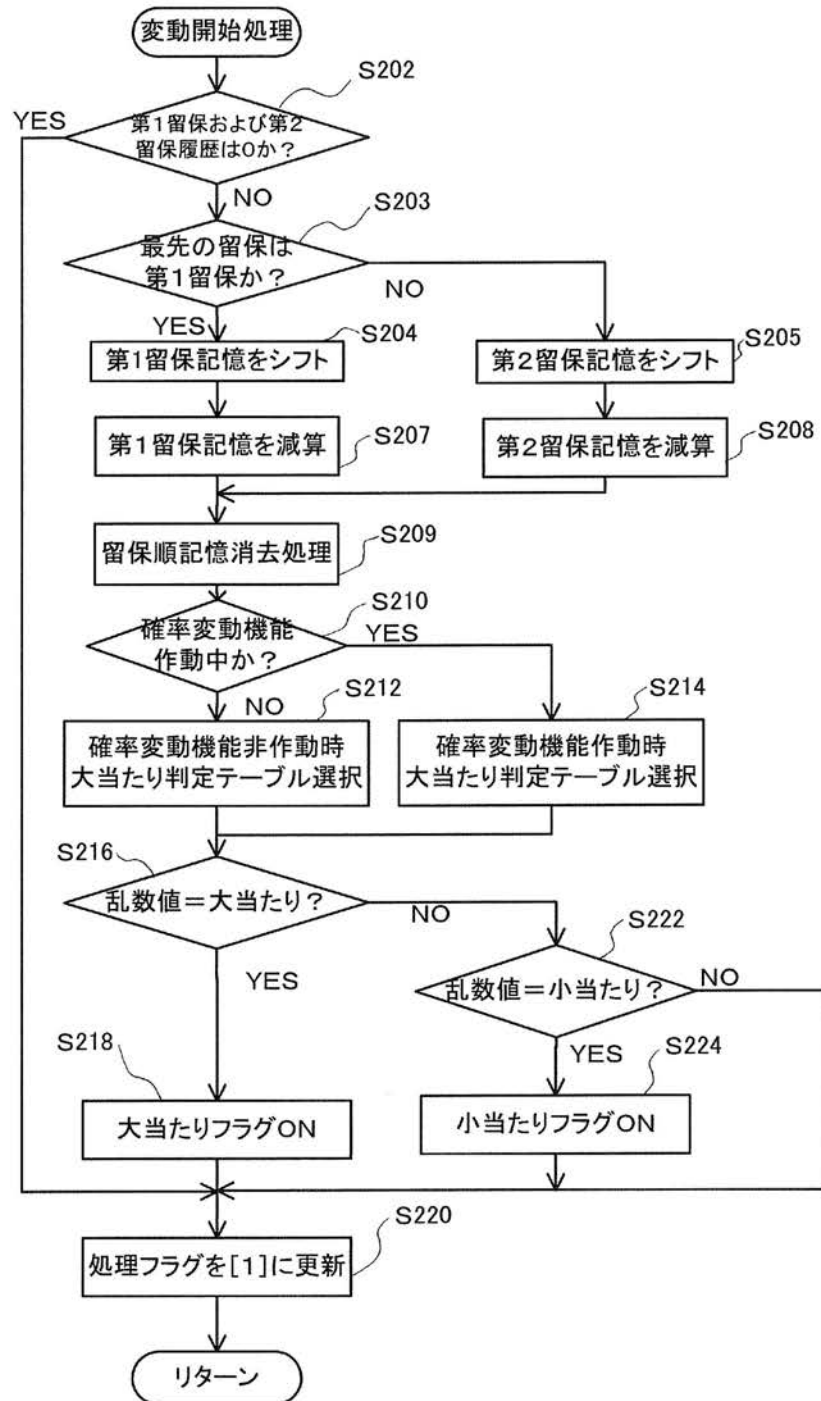 変動開始処理
S202
YES
第1留保および第2
留保履歴は0か？
NO
S203
最先の留保は
第1留保か？
NO
YES
S204
S205
第1留保記憶をシフト
第2留保記憶をシフト
S207
S208
第1留保記憶を減算
第2留保記憶を減算
S209
留保順記憶消去処理
S210
確率変動機能
作動中か？
YES
NO
S212
S214
確率変動機能非作動時
大当たり判定テーブル選択
確率変動機能作動時
大当たり判定テーブル選択
S216
乱数値＝大当たり？
NO
S222
YES
乱数値＝小当たり？
NO
YES
S218
S224
大当たりフラグON
小当たりフラグON
S220
処理フラグを[1]に更新
リターン